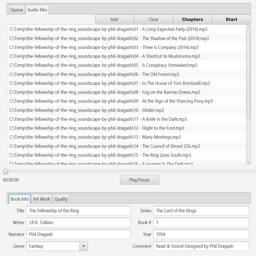 Queue Audio files
Add Clear Chapters Start
C:\Temp\the-fellowship-of-the-ring_soundscape-by-phil-dragash\01 - A Long Expected Party (2014).mp3
C:\Temp\the-fellowship-of-the-ring_soundscape-by-phil-dragash\02 - The Shadow of the Past (2014).mp3
C:\Temp\the-fellowship-of-the-ring_soundscape-by-phil-dragash\03 - Three is Company (2014).mp3
C:\Temp\the-fellowship-of-the-ring_soundscape-by-phil-dragash\04 - A Shortcut to Mushrooms.mp3
C:\Temp\the-fellowship-of-the-ring_soundscape-by-phil-dragash\05 - A Conspiracy Unmasked.mp3
C:\Temp\the-fellowship-of-the-ring_soundscape-by-phil-dragash\06 - The Old Forest.mp3
C:\Temp\the-fellowship-of-the-ring_soundscape-by-phil-dragash\07 - In The House of Tom Bombadil.mp3
C:\Temp\the-fellowship-of-the-ring_soundscape-by-phil-dragash\08 - Fog on the Barrow Downs.mp3
C:\Temp\the-fellowship-of-the-ring_soundscape-by-phil-dragash\09 - At the Sign of the Prancing Pony.mp3
C:\Temp\the-fellowship-of-the-ring_soundscape-by-phil-dragash\10 - Strider.mp3
C:\Temp\the-fellowship-of-the-ring_soundscape-by-phil-dragash\11 - A Knife in the Dark.mp3
C:\Temp\the-fellowship-of-the-ring_soundscape-by-phil-dragash\12 - Flight to the Ford.mp3
C:\Temp\the-fellowship-of-the-ring_soundscape-by-phil-dragash\13 - Many Meetings.mp3
C:\Temp\the-fellowship-of-the-ring_soundscape-by-phil-dragash\14 - The Council of Elrond 256.mp3
C:\Temp\the-fellowship-of-the-ring_soundscape-by-phil-dragash\15 - The Ring Goes South.mp3
C:\Temp\the-fellowship-of-the-ring_soundscape-by-phil-dragash\16 - A Journey In The Dark.mp3
00:00:00 Play/Pause
Book Info Art Work Quality
Title The Fellowship of the Ring Series The Lord of the Rings
Writer J.R.R. Tolkien Book # 1
Narrator Phil Dragash Year 1954
Genre Fantasy Comment Read & Sound Designed by Phil Dragash